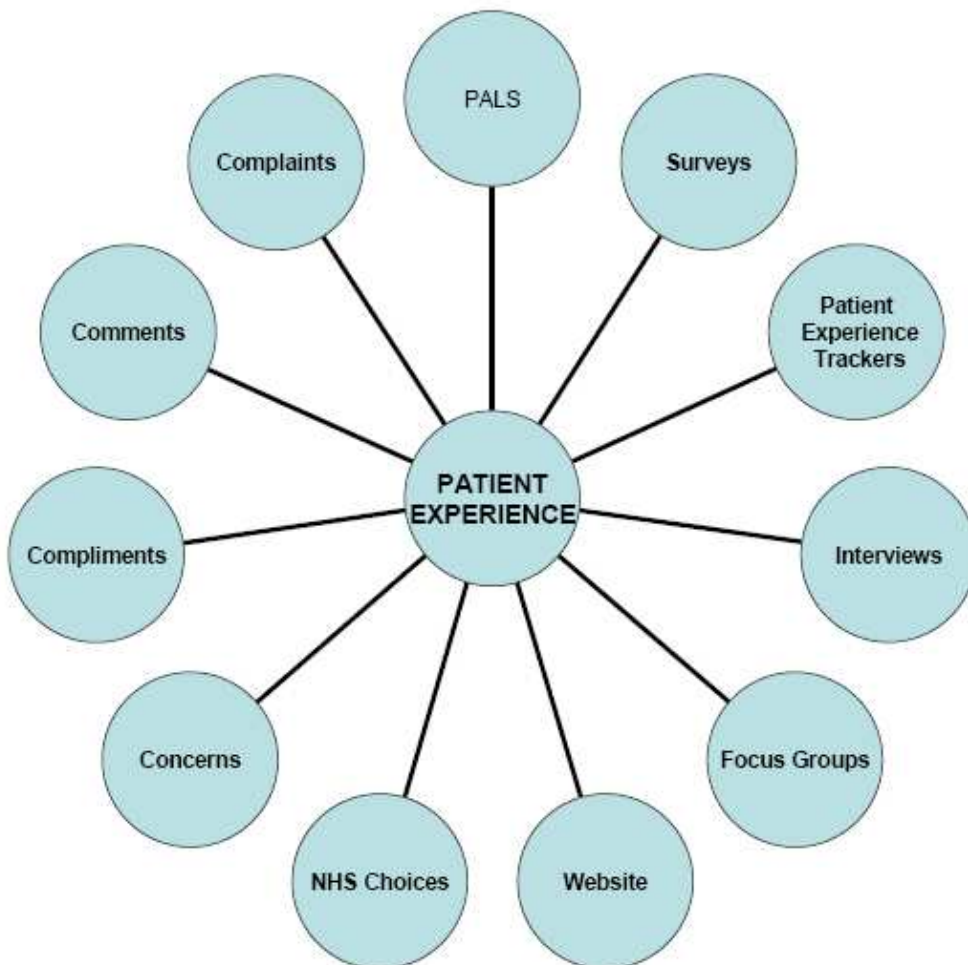 PALS
Complaints
Surveys
Comments
Patient
Experience
Trackers
PATIENT
EXPERIENCE
Compliments
Interviews
Concerns
Focus Groups
NHS Choices
Website